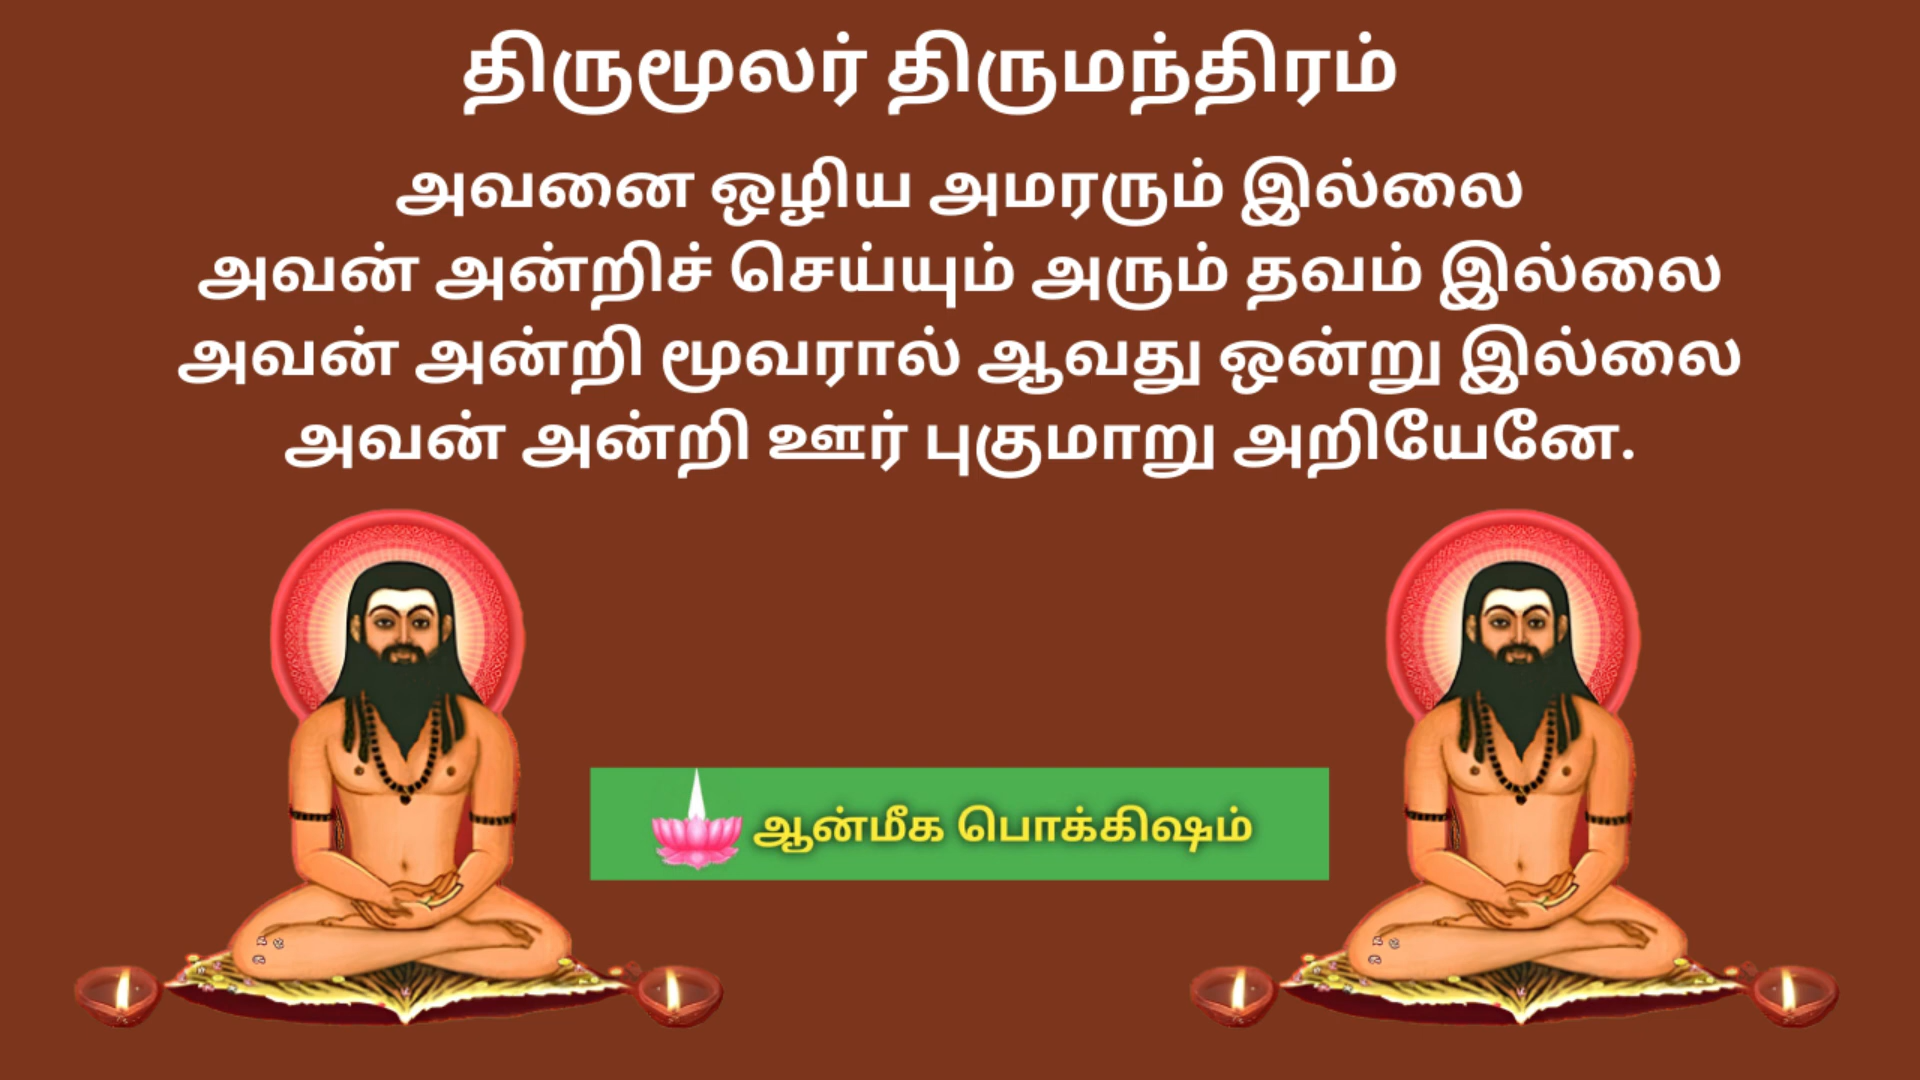 திருமூலர் திருமந்திரம்
அவனை ஒழிய அமரரும் இல்லை
அவன் அன்றிச் செய்யும் அரும் தவம் இல்லை
அவன் அன்றி மூவரால் ஆவது ஒன்று இல்லை
அவன் அன்றி ஊர் புகுமாறு அறியேனே.
ஆன்மீக பொக்கிஷம்